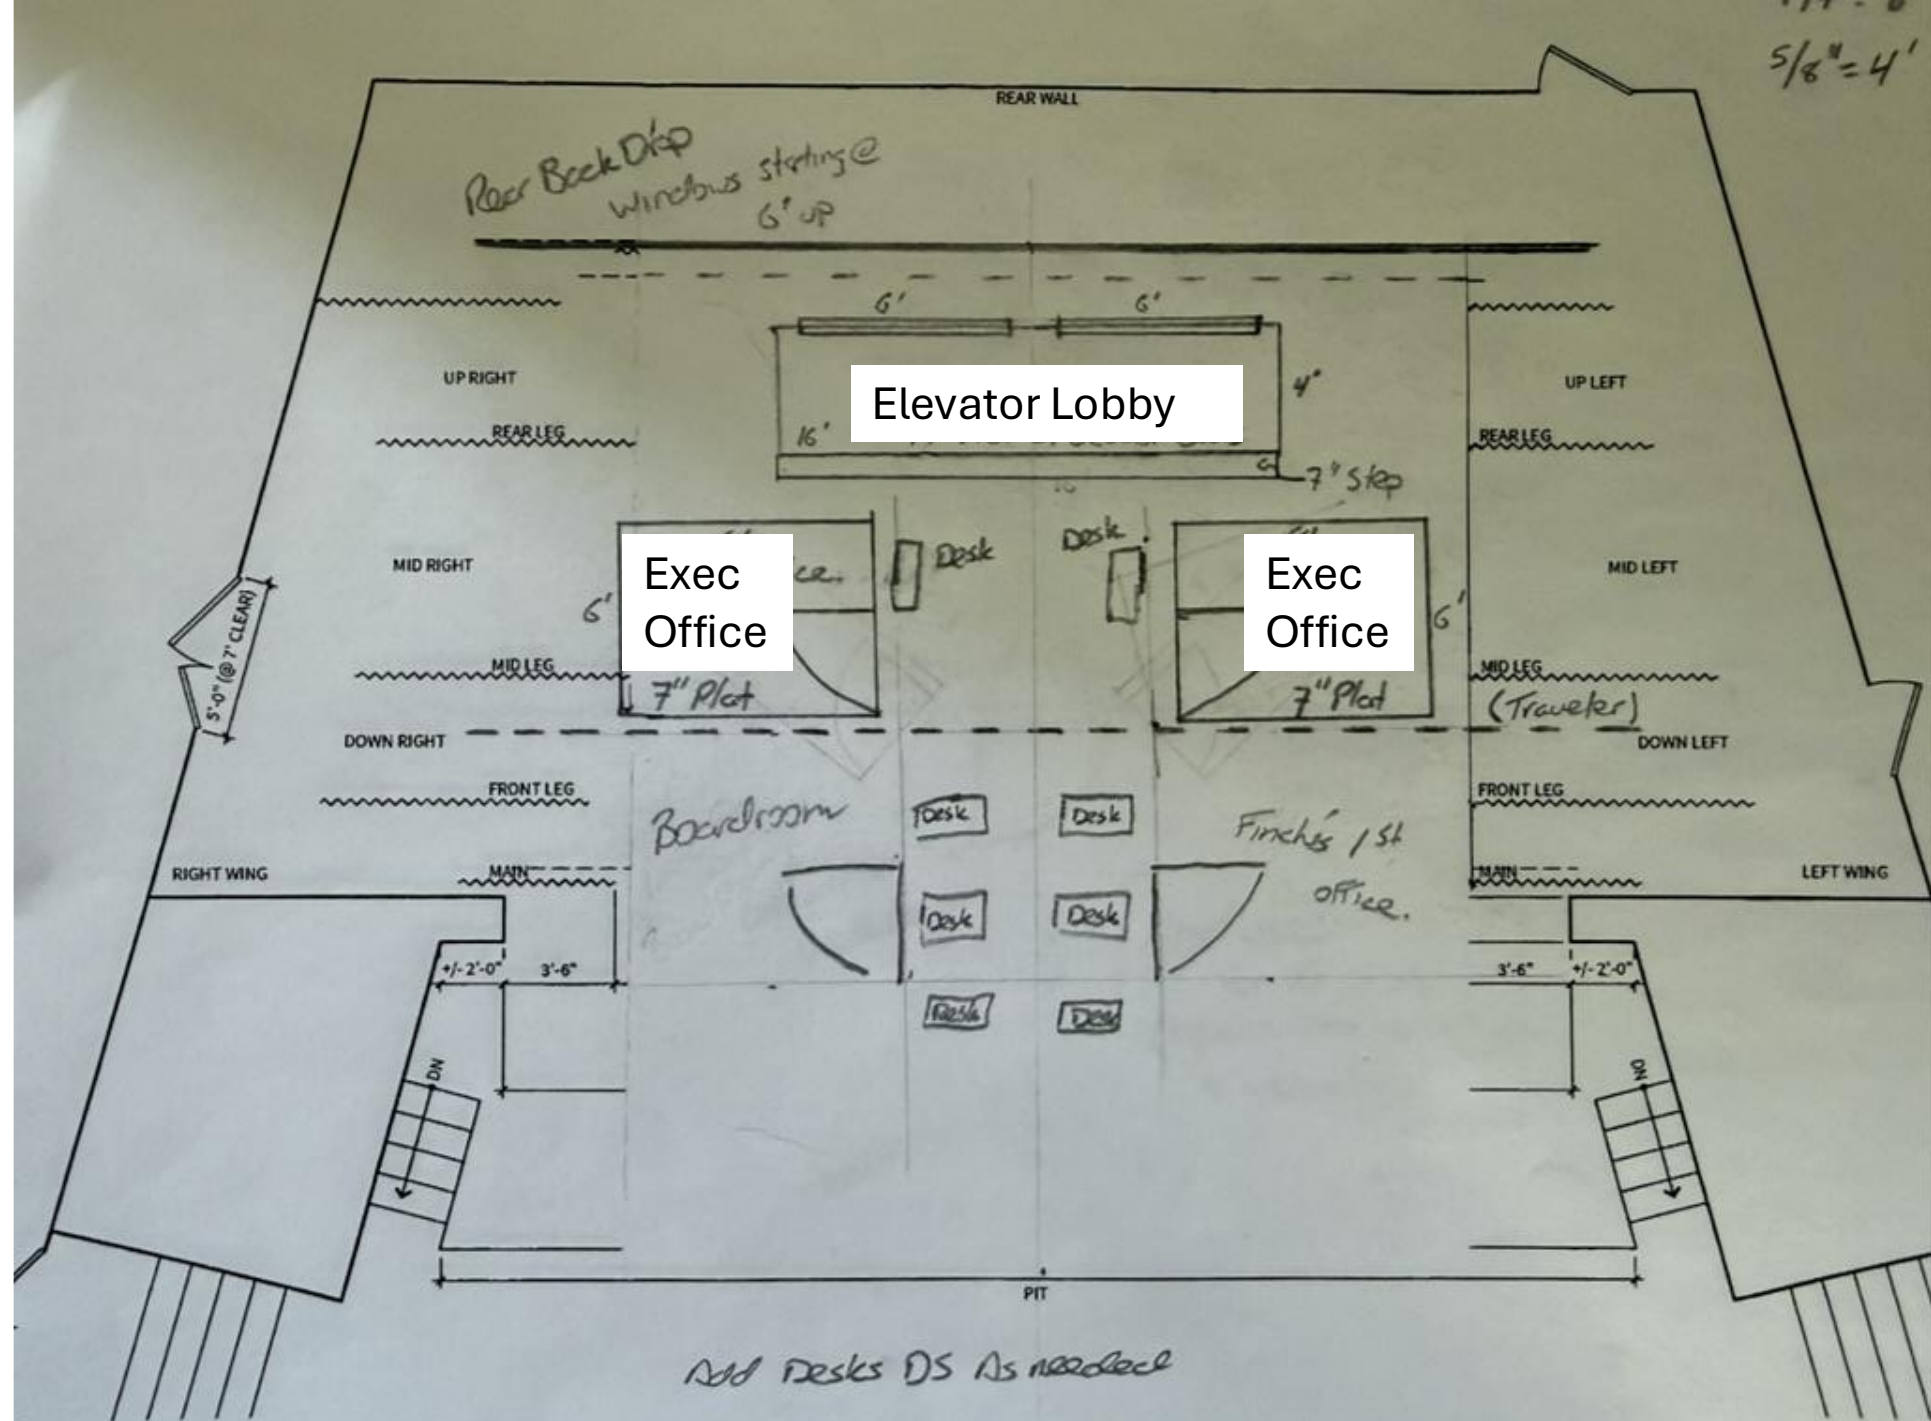 5/8" = 4'
REAR WALL
Rear Back Drop
windows starting @
6' up
6'
6'
UP RIGHT
UP LEFT
Elevator Lobby
4'
16'
REAR LEG
REAR LEG
7" Step
Desk
Desk
MID RIGHT
Exec
Office
Exec
Office
MID LEFT
6'
6'
5'-0" (@ 7' CLEAR)
MID LEG
MID LEG
7" Plat
7" Plat
(Traveler)
DOWN RIGHT
DOWN LEFT
FRONT LEG
FRONT LEG
Boardroom
Desk
Desk
Finch's 1st
office.
RIGHT WING
MAIN
MAIN
LEFT WING
Desk
Desk
+/- 2'-0"
3'-6"
3'-6"
+/- 2'-0"
Desk
Desk
DN
DN
PIT
Add Desks DS As needed